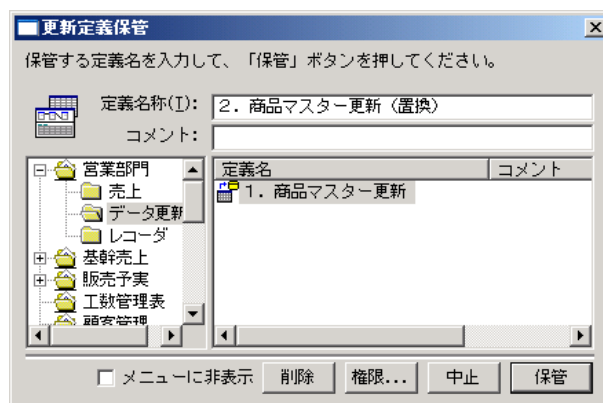 更新定義保管
保管する定義名を入力して、「保管」ボタンを押してください。
定義名称(I): 2．商品マスター更新（置換）
コメント:
営業部門
売上
データ更新
レコーダ
基幹売上
販売予実
工数管理表
顧客管理
定義名 コメント
1．商品マスター更新
メニューに非表示 削除 権限... 中止 保管